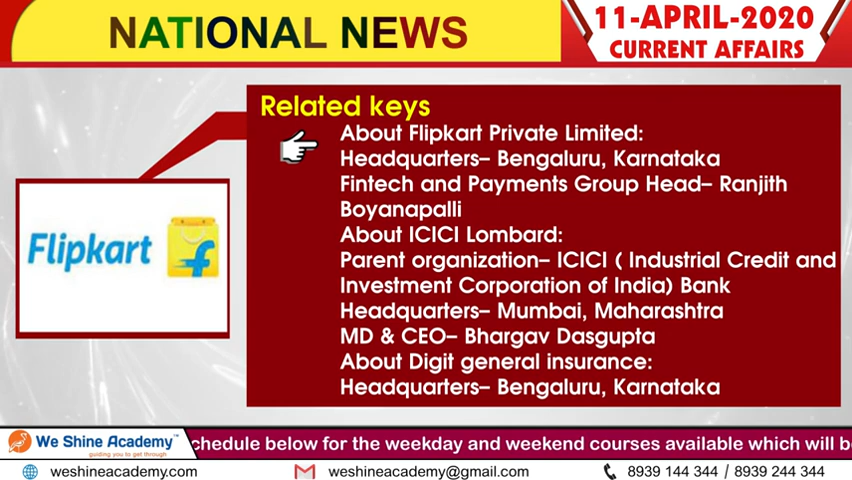 NATIONAL NEWS
11-APRIL-2020
CURRENT AFFAIRS
Related keys
About Flipkart Private Limited:
Headquarters– Bengaluru, Karnataka
Fintech and Payments Group Head– Ranjith
Boyanapalli
About ICICI Lombard:
Parent organization– ICICI ( Industrial Credit and
Investment Corporation of India) Bank
Headquarters– Mumbai, Maharashtra
MD & CEO– Bhargav Dasgupta
About Digit general insurance:
Headquarters– Bengaluru, Karnataka
Flipkart
f
We Shine Academy™
guiding you to get through
chedule below for the weekday and weekend courses available which will be
weshineacademy.com
weshineacademy@gmail.com
8939 144 344 / 8939 244 344